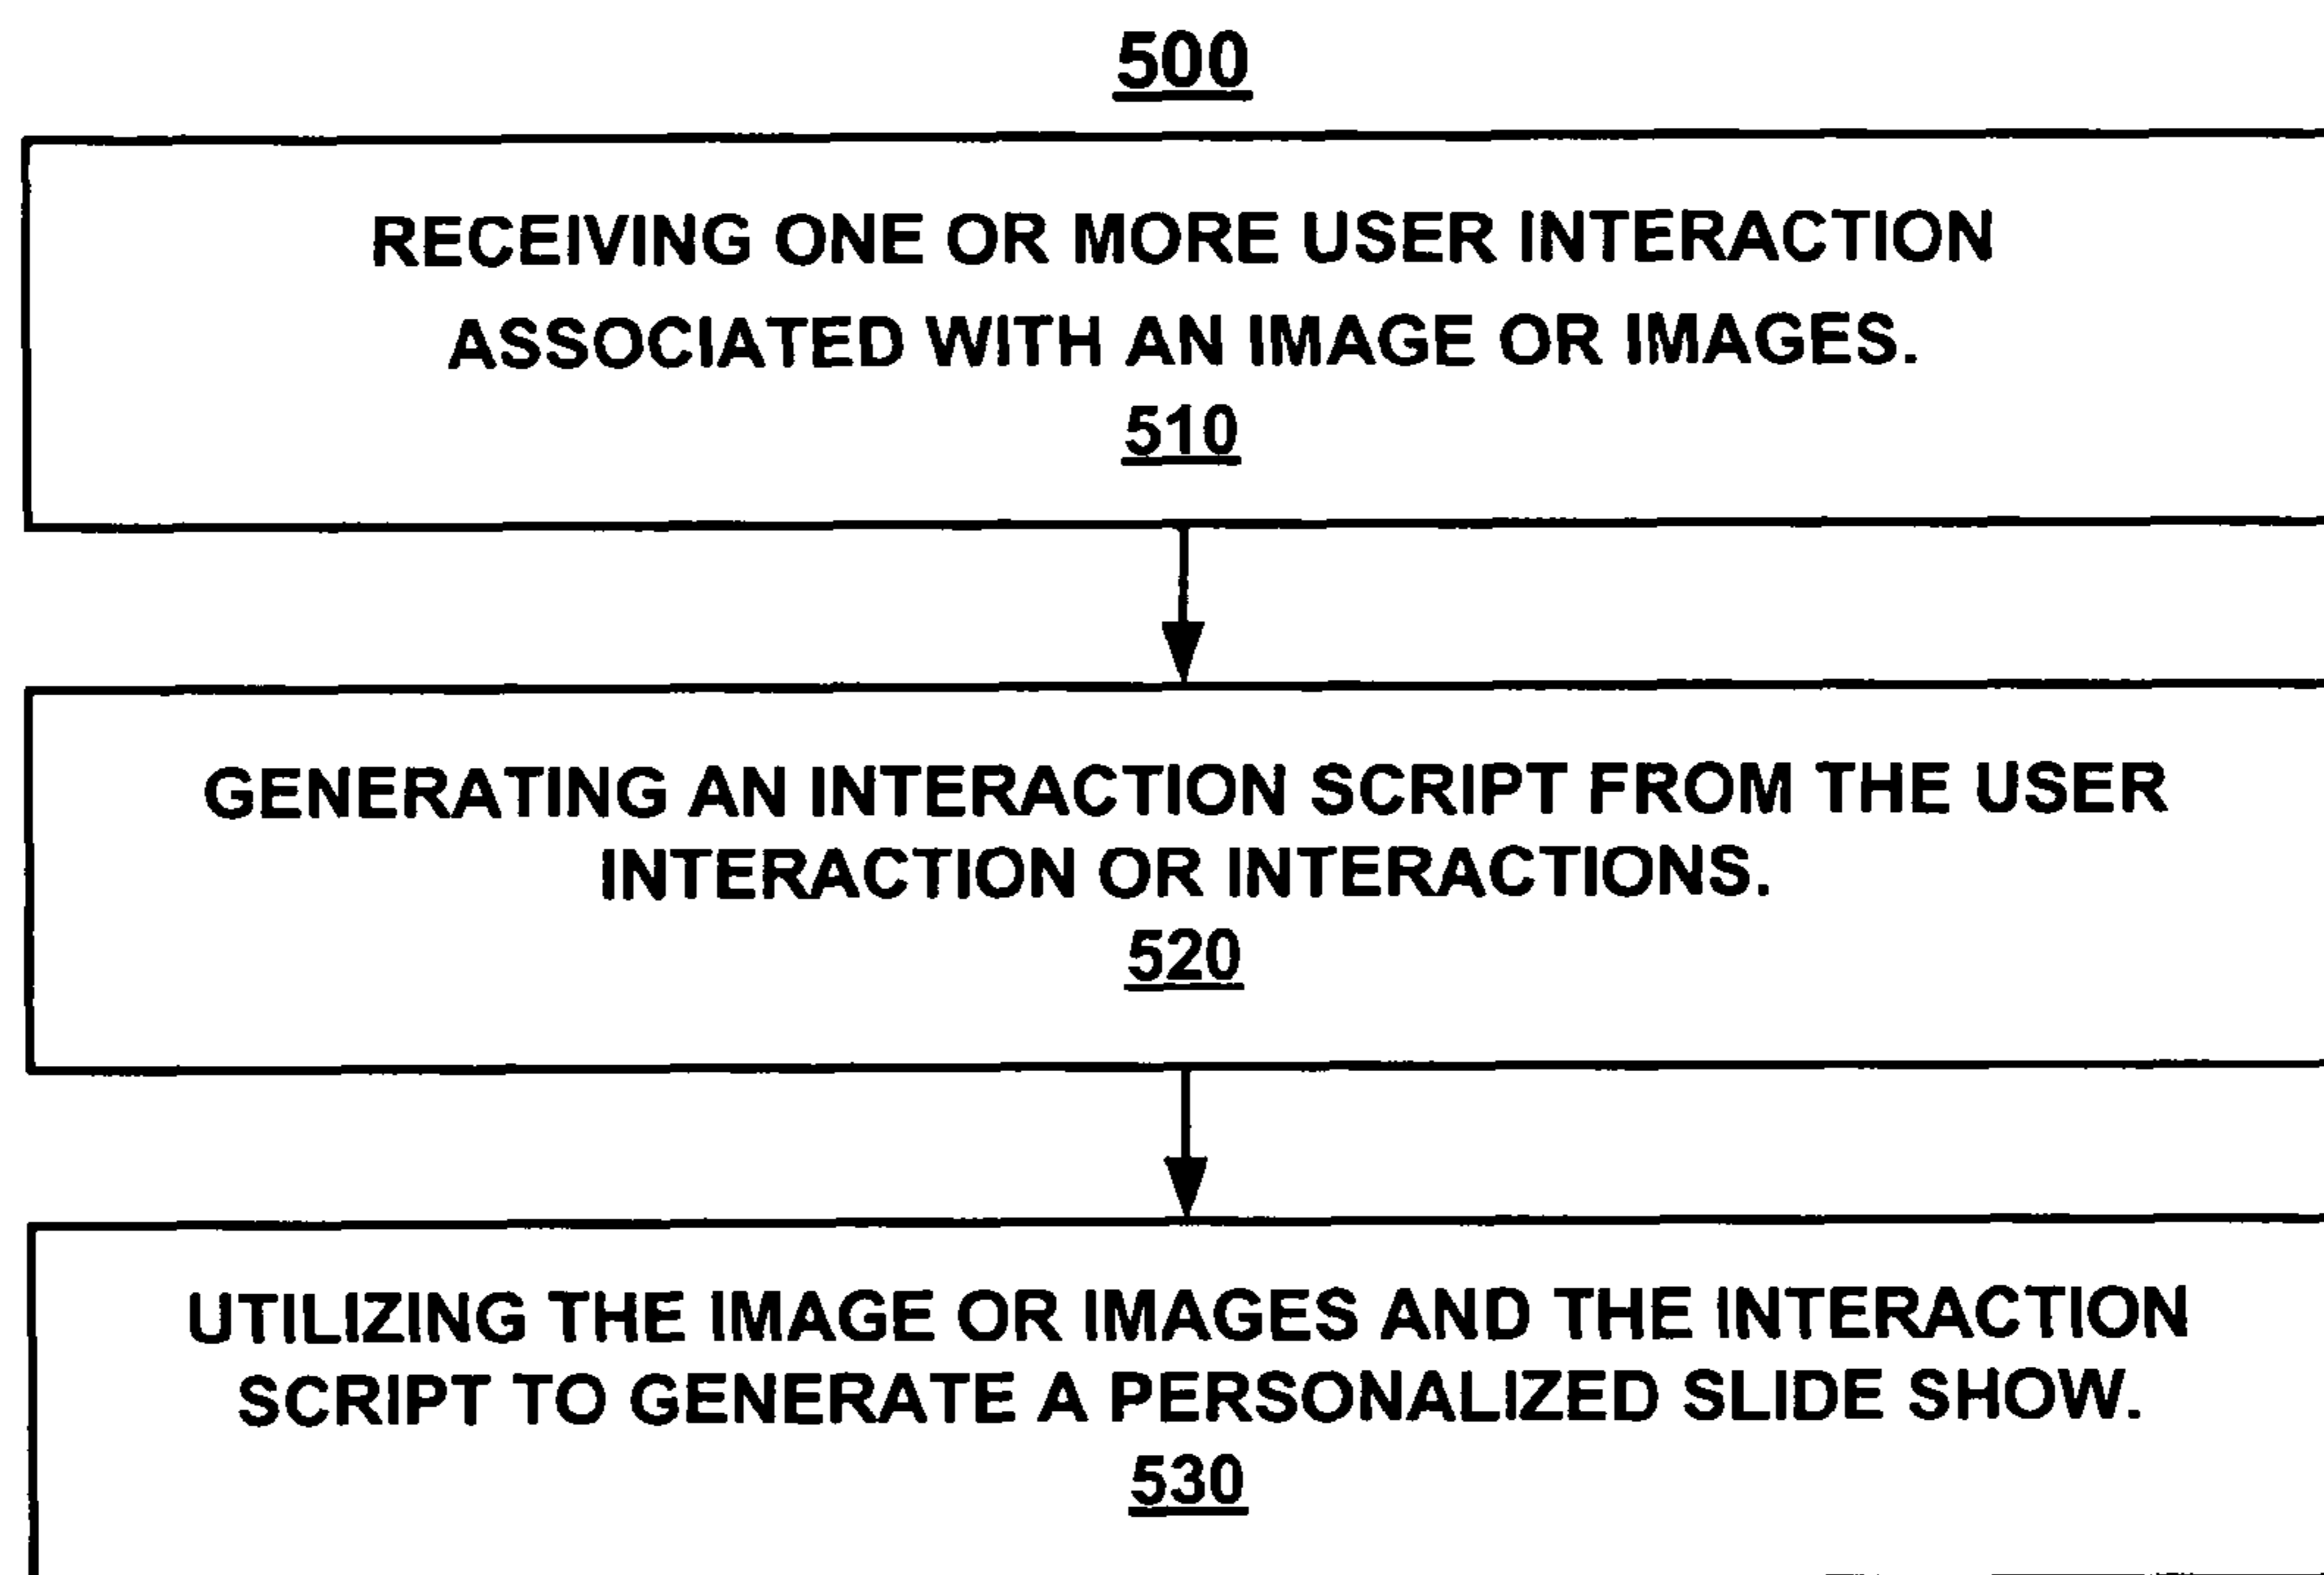 500
RECEIVING ONE OR MORE USER INTERACTION
ASSOCIATED WITH AN IMAGE OR IMAGES.
510
GENERATING AN INTERACTION SCRIPT FROM THE USER
INTERACTION OR INTERACTIONS.
520
UTILIZING THE IMAGE OR IMAGES AND THE INTERACTION
SCRIPT TO GENERATE A PERSONALIZED SLIDE SHOW.
530